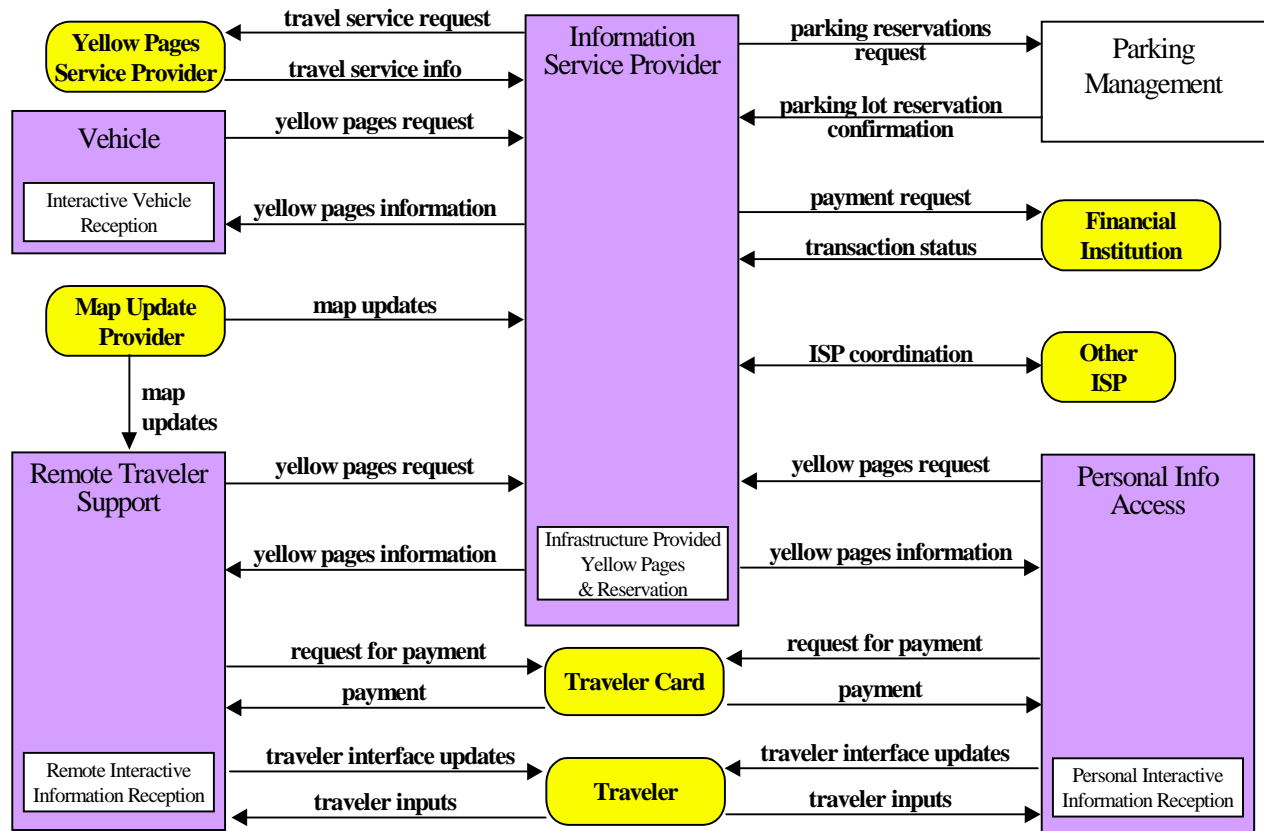 travel service request
Yellow Pages
Service Provider
travel service info
Information
Service Provider
parking reservations
request
Parking
Management
parking lot reservation
confirmation
Vehicle
yellow pages request
Interactive Vehicle
Reception
yellow pages information
payment request
Financial
Institution
transaction status
Map Update
Provider
map updates
ISP coordination
Other
ISP
map
updates
Remote Traveler
Support
yellow pages request
yellow pages request
Personal Info
Access
yellow pages information
Infrastructure Provided
Yellow Pages
& Reservation
yellow pages information
request for payment
Traveler Card
request for payment
payment
payment
Remote Interactive
Information Reception
traveler interface updates
Traveler
traveler interface updates
traveler inputs
traveler inputs
Personal Interactive
Information Reception